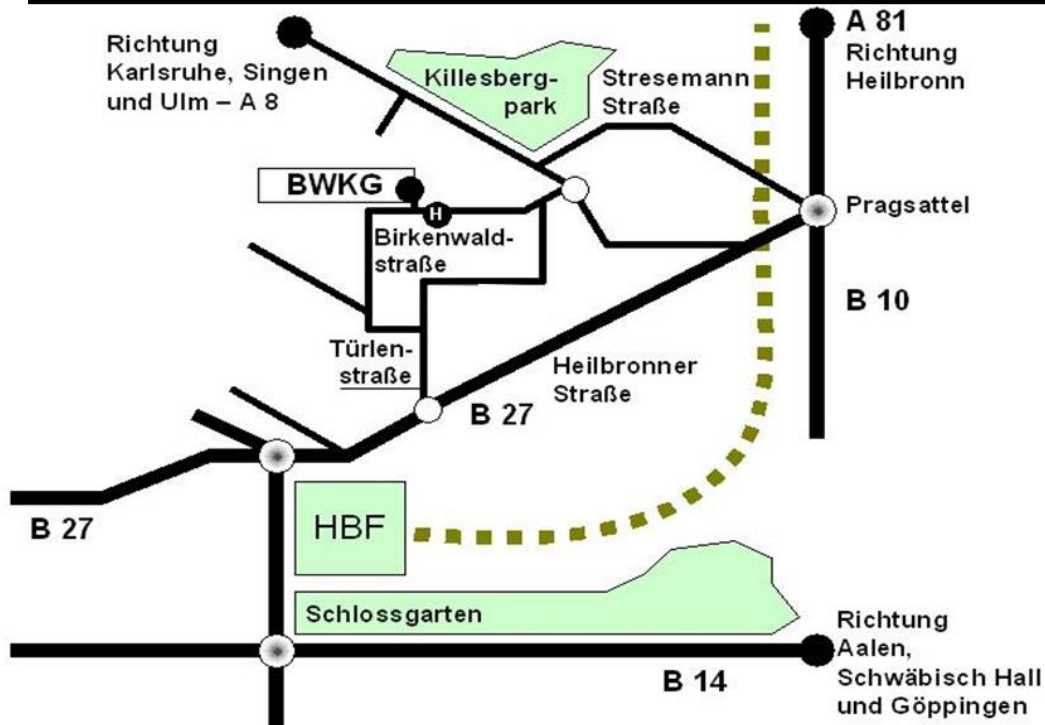 A 81
Richtung
Heilbronn
Richtung
Karlsruhe, Singen
und Ulm – A 8
Killesberg-
park
Stresemann
Straße
BWKG
H
Pragsattel
Birkenwald-
straße
B 10
Türlen-
straße
Heilbronner
Straße
B 27
B 27
HBF
Schlossgarten
Richtung
Aalen,
Schwäbisch Hall
und Göppingen
B 14